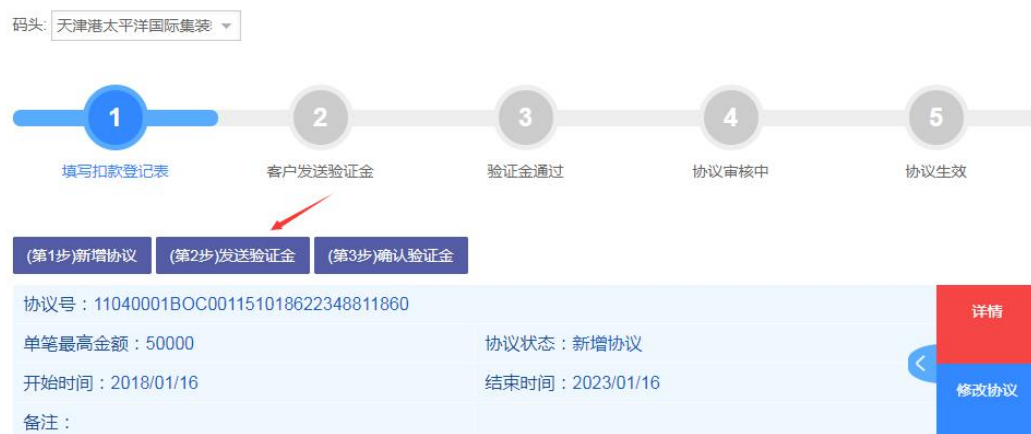 码头: 天津港太平洋国际集装
1 2 3 4 5
填写扣款登记表 客户发送验证金 验证金通过 协议审核中 协议生效
(第1步)新增协议 (第2步)发送验证金 (第3步)确认验证金
协议号：11040001BOC001151018622348811860
详情
单笔最高金额：50000 协议状态：新增协议
开始时间：2018/01/16 结束时间：2023/01/16
修改协议
备注：